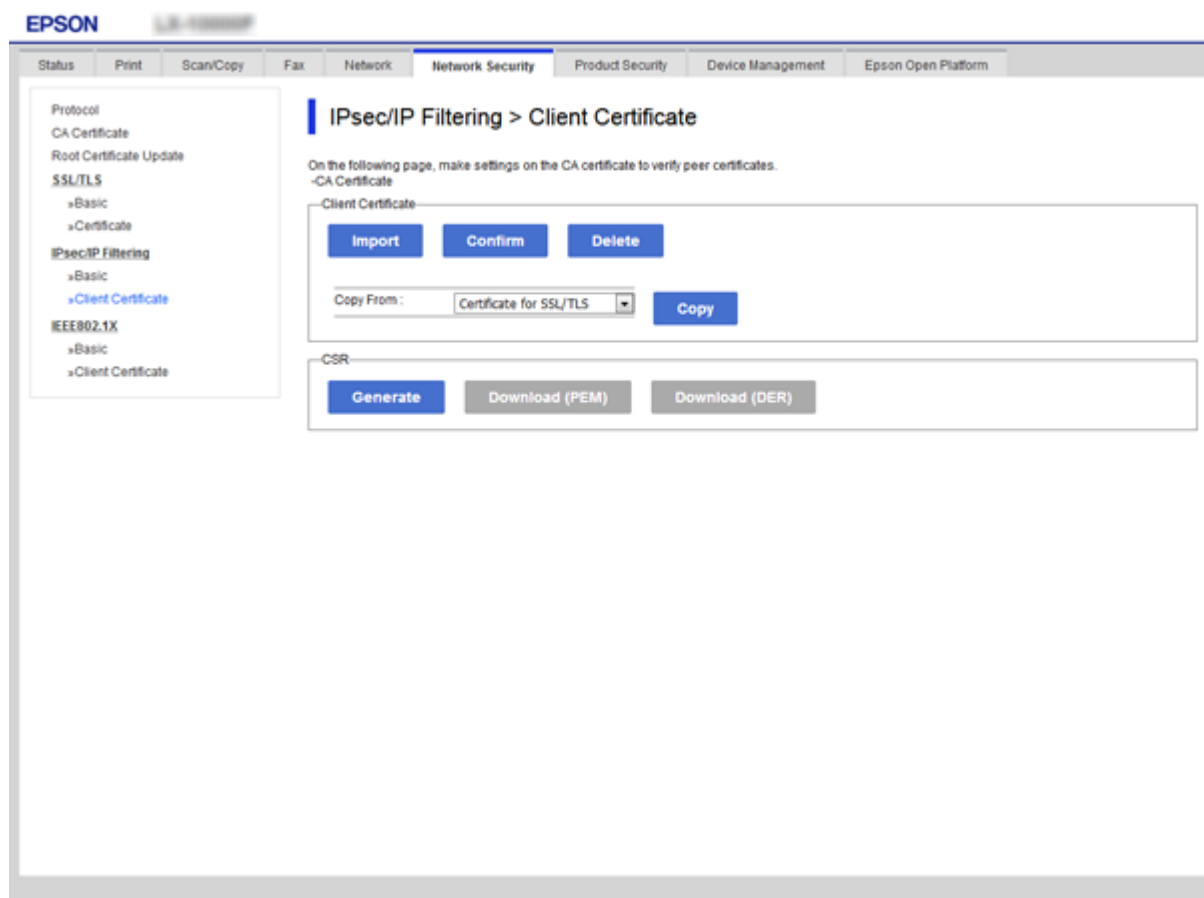 EPSON
Status Print Scan/Copy Fax Network Network Security Product Security Device Management Epson Open Platform
Protocol
CA Certificate
Root Certificate Update
SSL/TLS
»Basic
»Certificate
IPsec/IP Filtering
»Basic
»Client Certificate
IEEE802.1X
»Basic
»Client Certificate
IPsec/IP Filtering > Client Certificate
On the following page, make settings on the CA certificate to verify peer certificates.
-CA Certificate
Client Certificate
Import Confirm Delete
Copy From : Certificate for SSL/TLS Copy
CSR
Generate Download (PEM) Download (DER)